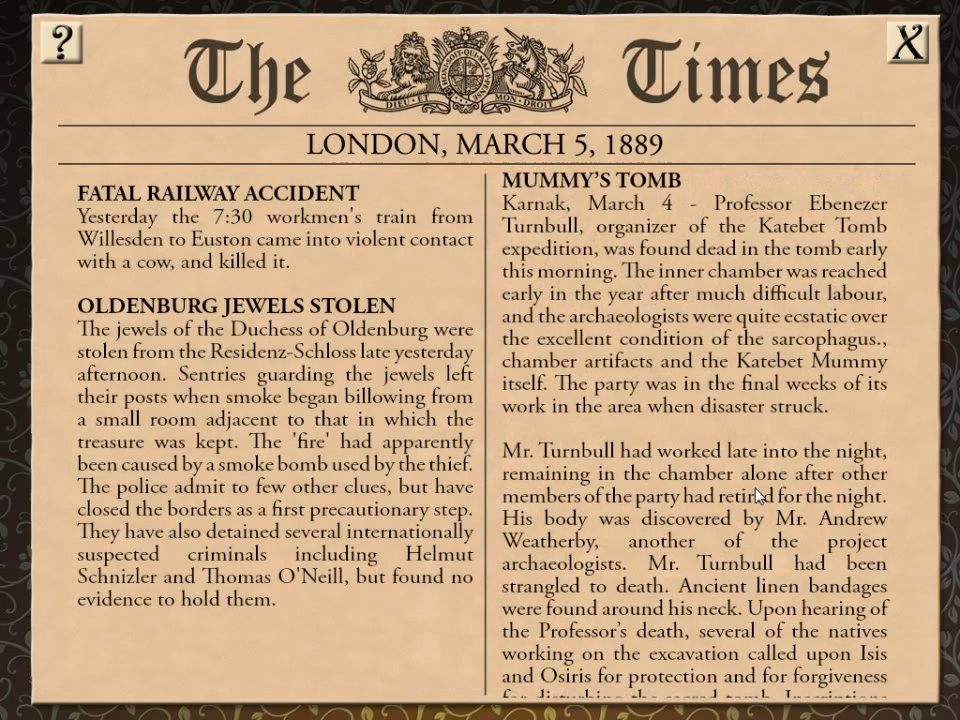 ?
X
The Times
DIEU · ET MON · DROIT
LONDON, MARCH 5, 1889
FATAL RAILWAY ACCIDENT
Yesterday the 7:30 workmen's train from
Willesden to Euston came into violent contact
with a cow, and killed it.
OLDENBURG JEWELS STOLEN
The jewels of the Duchess of Oldenburg were
stolen from the Residenz-Schloss late yesterday
afternoon. Sentries guarding the jewels left
their posts when smoke began billowing from
a small room adjacent to that in which the
treasure was kept. The 'fire' had apparently
been caused by a smoke bomb used by the thief.
The police admit to few other clues, but have
closed the borders as a first precautionary step.
They have also detained several internationally
suspected criminals including Helmut
Schnizler and Thomas O'Neill, but found no
evidence to hold them.
MUMMY'S TOMB
Karnak, March 4 - Professor Ebenezer
Turnbull, organizer of the Katebet Tomb
expedition, was found dead in the tomb early
this morning. The inner chamber was reached
early in the year after much difficult labour,
and the archaeologists were quite ecstatic over
the excellent condition of the sarcophagus.,
chamber artifacts and the Katebet Mummy
itself. The party was in the final weeks of its
work in the area when disaster struck.
Mr. Turnbull had worked late into the night,
remaining in the chamber alone after other
members of the party had retired for the night.
His body was discovered by Mr. Andrew
Weatherby, another of the project
archaeologists. Mr. Turnbull had been
strangled to death. Ancient linen bandages
were found around his neck. Upon hearing of
the Professor's death, several of the natives
working on the excavation called upon Isis
and Osiris for protection and for forgiveness
for disturbing the sacred tomb. Inscriptions